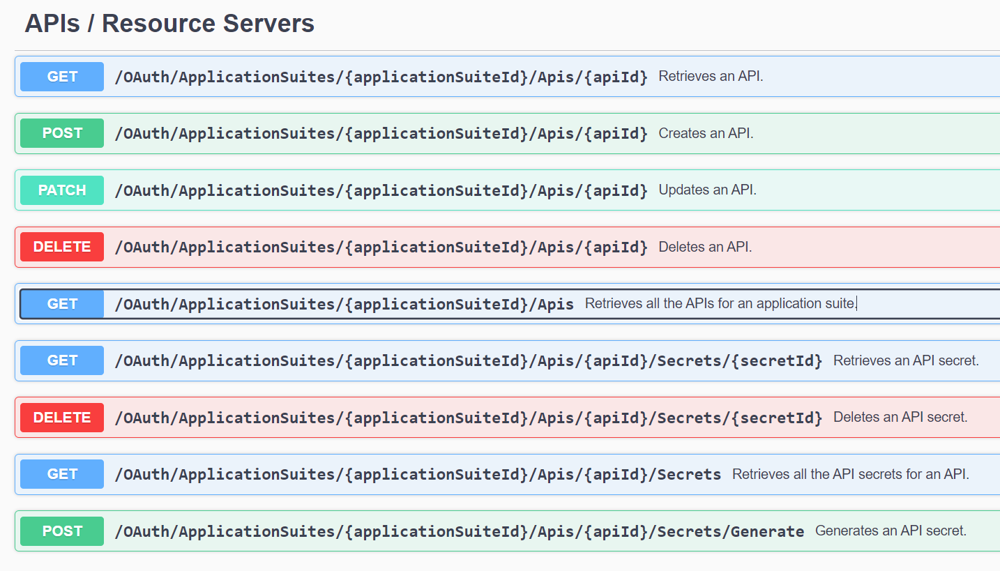 APIs / Resource Servers
GET /OAuth/ApplicationSuites/{applicationSuiteId}/Apis/{apiId} Retrieves an API.
POST /OAuth/ApplicationSuites/{applicationSuiteId}/Apis/{apiId} Creates an API.
PATCH /OAuth/ApplicationSuites/{applicationSuiteId}/Apis/{apiId} Updates an API.
DELETE /OAuth/ApplicationSuites/{applicationSuiteId}/Apis/{apiId} Deletes an API.
GET /OAuth/ApplicationSuites/{applicationSuiteId}/Apis Retrieves all the APIs for an application suite.
GET /OAuth/ApplicationSuites/{applicationSuiteId}/Apis/{apiId}/Secrets/{secretId} Retrieves an API secret.
DELETE /OAuth/ApplicationSuites/{applicationSuiteId}/Apis/{apiId}/Secrets/{secretId} Deletes an API secret.
GET /OAuth/ApplicationSuites/{applicationSuiteId}/Apis/{apiId}/Secrets Retrieves all the API secrets for an API.
POST /OAuth/ApplicationSuites/{applicationSuiteId}/Apis/{apiId}/Secrets/Generate Generates an API secret.